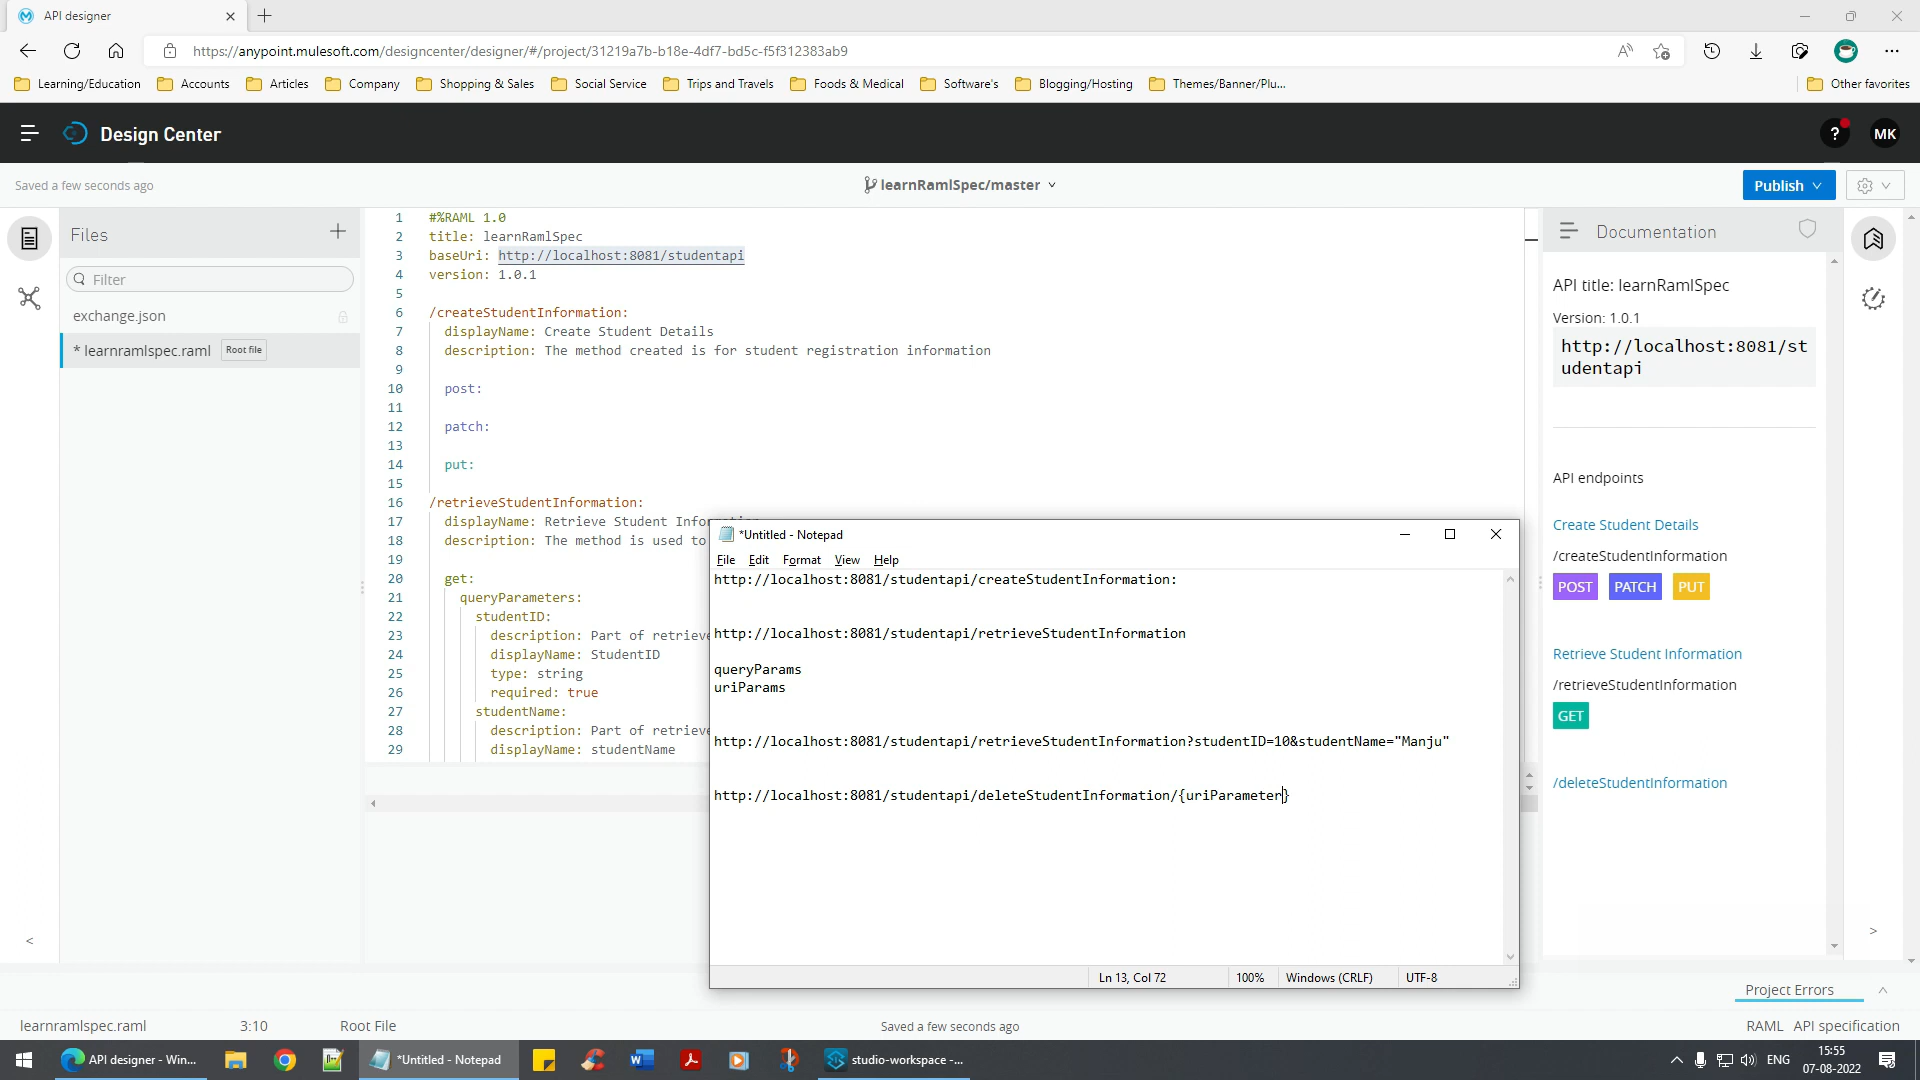 API designer
https://anypoint.mulesoft.com/designcenter/designer/#/project/31219a7b-b18e-4df7-bd5c-f5f312383ab9
Learning/Education Accounts Articles Company Shopping & Sales Social Service Trips and Travels Foods & Medical Software's Blogging/Hosting Themes/Banner/Plu... Other favorites
Design Center ? MK
Saved a few seconds ago learnRamlSpec/master Publish
Files
Filter
exchange.json
* learnramlspec.raml Root file
1 #%RAML 1.0
2 title: learnRamlSpec
3 baseUri: http://localhost:8081/studentapi
4 version: 1.0.1
5
6 /createStudentInformation:
7 displayName: Create Student Details
8 description: The method created is for student registration information
9
10 post:
11
12 patch:
13
14 put:
15
16 /retrieveStudentInformation:
17 displayName: Retrieve Student Infor
18 description: The method is used to
19
20 get:
21 queryParameters:
22 studentID:
23 description: Part of retrieve
24 displayName: StudentID
25 type: string
26 required: true
27 studentName:
28 description: Part of retrieve
29 displayName: studentName
*Untitled - Notepad
File Edit Format View Help
http://localhost:8081/studentapi/createStudentInformation:
http://localhost:8081/studentapi/retrieveStudentInformation
queryParams
uriParams
http://localhost:8081/studentapi/retrieveStudentInformation?studentID=10&studentName="Manju"
http://localhost:8081/studentapi/deleteStudentInformation/{uriParameter}
Ln 13, Col 72 100% Windows (CRLF) UTF-8
Documentation
API title: learnRamlSpec
Version: 1.0.1
http://localhost:8081/st
udentapi
API endpoints
Create Student Details
/createStudentInformation
POST PATCH PUT
Retrieve Student Information
/retrieveStudentInformation
GET
/deleteStudentInformation
Project Errors
learnramlspec.raml 3:10 Root File Saved a few seconds ago RAML API specification
API designer - Win... *Untitled - Notepad studio-workspace -... ENG 15:55
07-08-2022